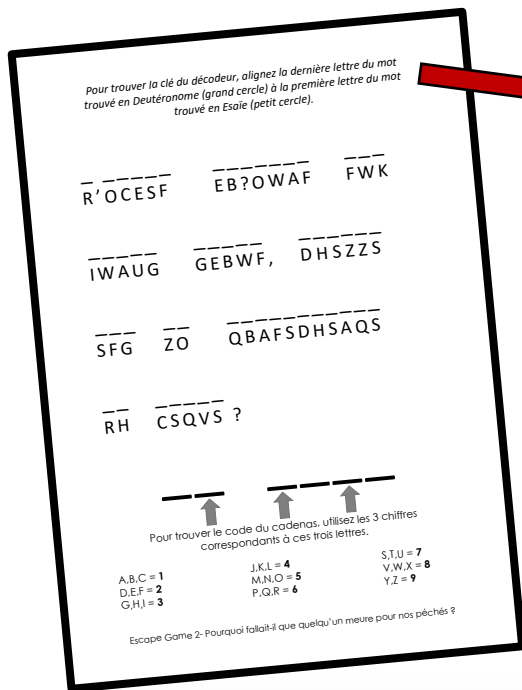 Pour trouver la clé du décodeur, alignez la dernière lettre du mot
trouvé en Deutéronome (grand cercle) à la première lettre du mot
trouvé en Esaïe (petit cercle).
R'OCESF EB?OWAF FWK
IWAUG GEBWF, DHSZZS
SFG ZO QBAFSDHSAQS
RH CSQVS ?
Pour trouver le code du cadenas, utilisez les 3 chiffres
correspondants à ces trois lettres.
A,B,C = 1 J,K,L = 4 S,T,U = 7
D,E,F = 2 M,N,O = 5 V,W,X = 8
G,H,I = 3 P,Q,R = 6 Y,Z = 9
Escape Game 2- Pourquoi fallait-il que quelqu'un meure pour nos péchés ?